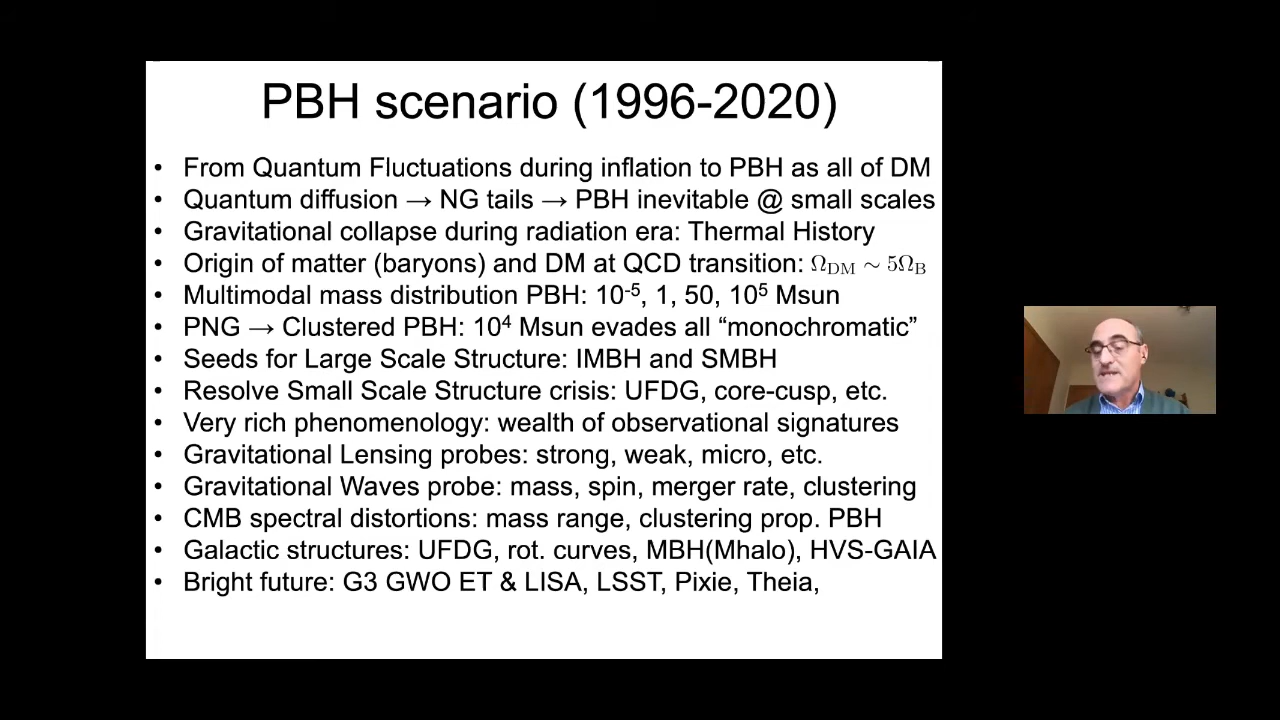 PBH scenario (1996-2020)
• From Quantum Fluctuations during inflation to PBH as all of DM
• Quantum diffusion → NG tails → PBH inevitable @ small scales
• Gravitational collapse during radiation era: Thermal History
• Origin of matter (baryons) and DM at QCD transition: Ω_DM ∼ 5Ω_B
• Multimodal mass distribution PBH: 10⁻⁵, 1, 50, 10⁵ Msun
• PNG → Clustered PBH: 10⁴ Msun evades all “monochromatic”
• Seeds for Large Scale Structure: IMBH and SMBH
• Resolve Small Scale Structure crisis: UFDG, core-cusp, etc.
• Very rich phenomenology: wealth of observational signatures
• Gravitational Lensing probes: strong, weak, micro, etc.
• Gravitational Waves probe: mass, spin, merger rate, clustering
• CMB spectral distortions: mass range, clustering prop. PBH
• Galactic structures: UFDG, rot. curves, MBH(Mhalo), HVS-GAIA
• Bright future: G3 GWO ET & LISA, LSST, Pixie, Theia,